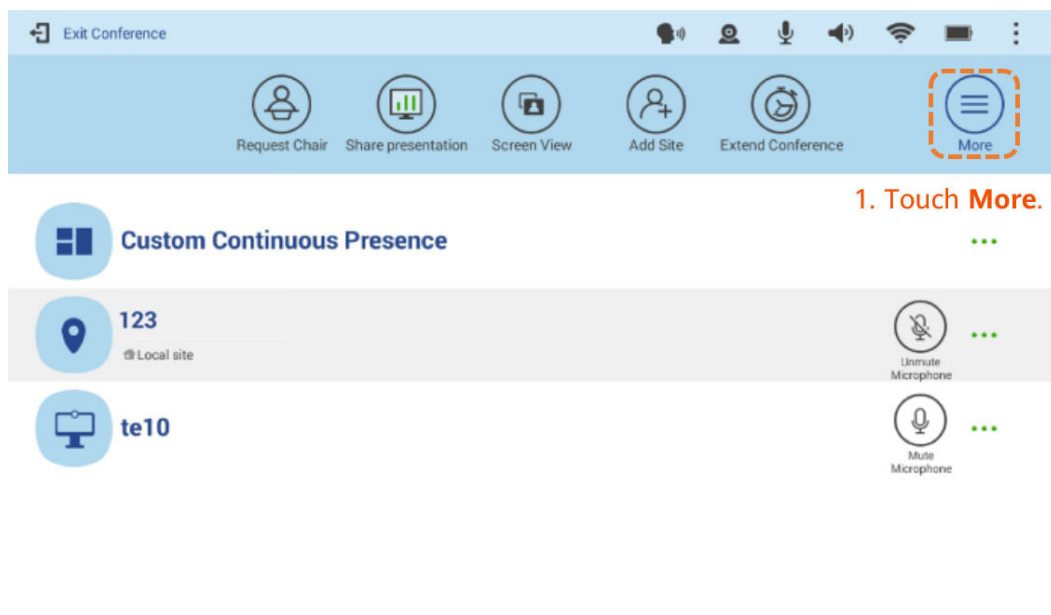 Exit Conference
Request Chair
Share presentation
Screen View
Add Site
Extend Conference
More
1. Touch More.
Custom Continuous Presence
123
Local site
Unmute
Microphone
te10
Mute
Microphone